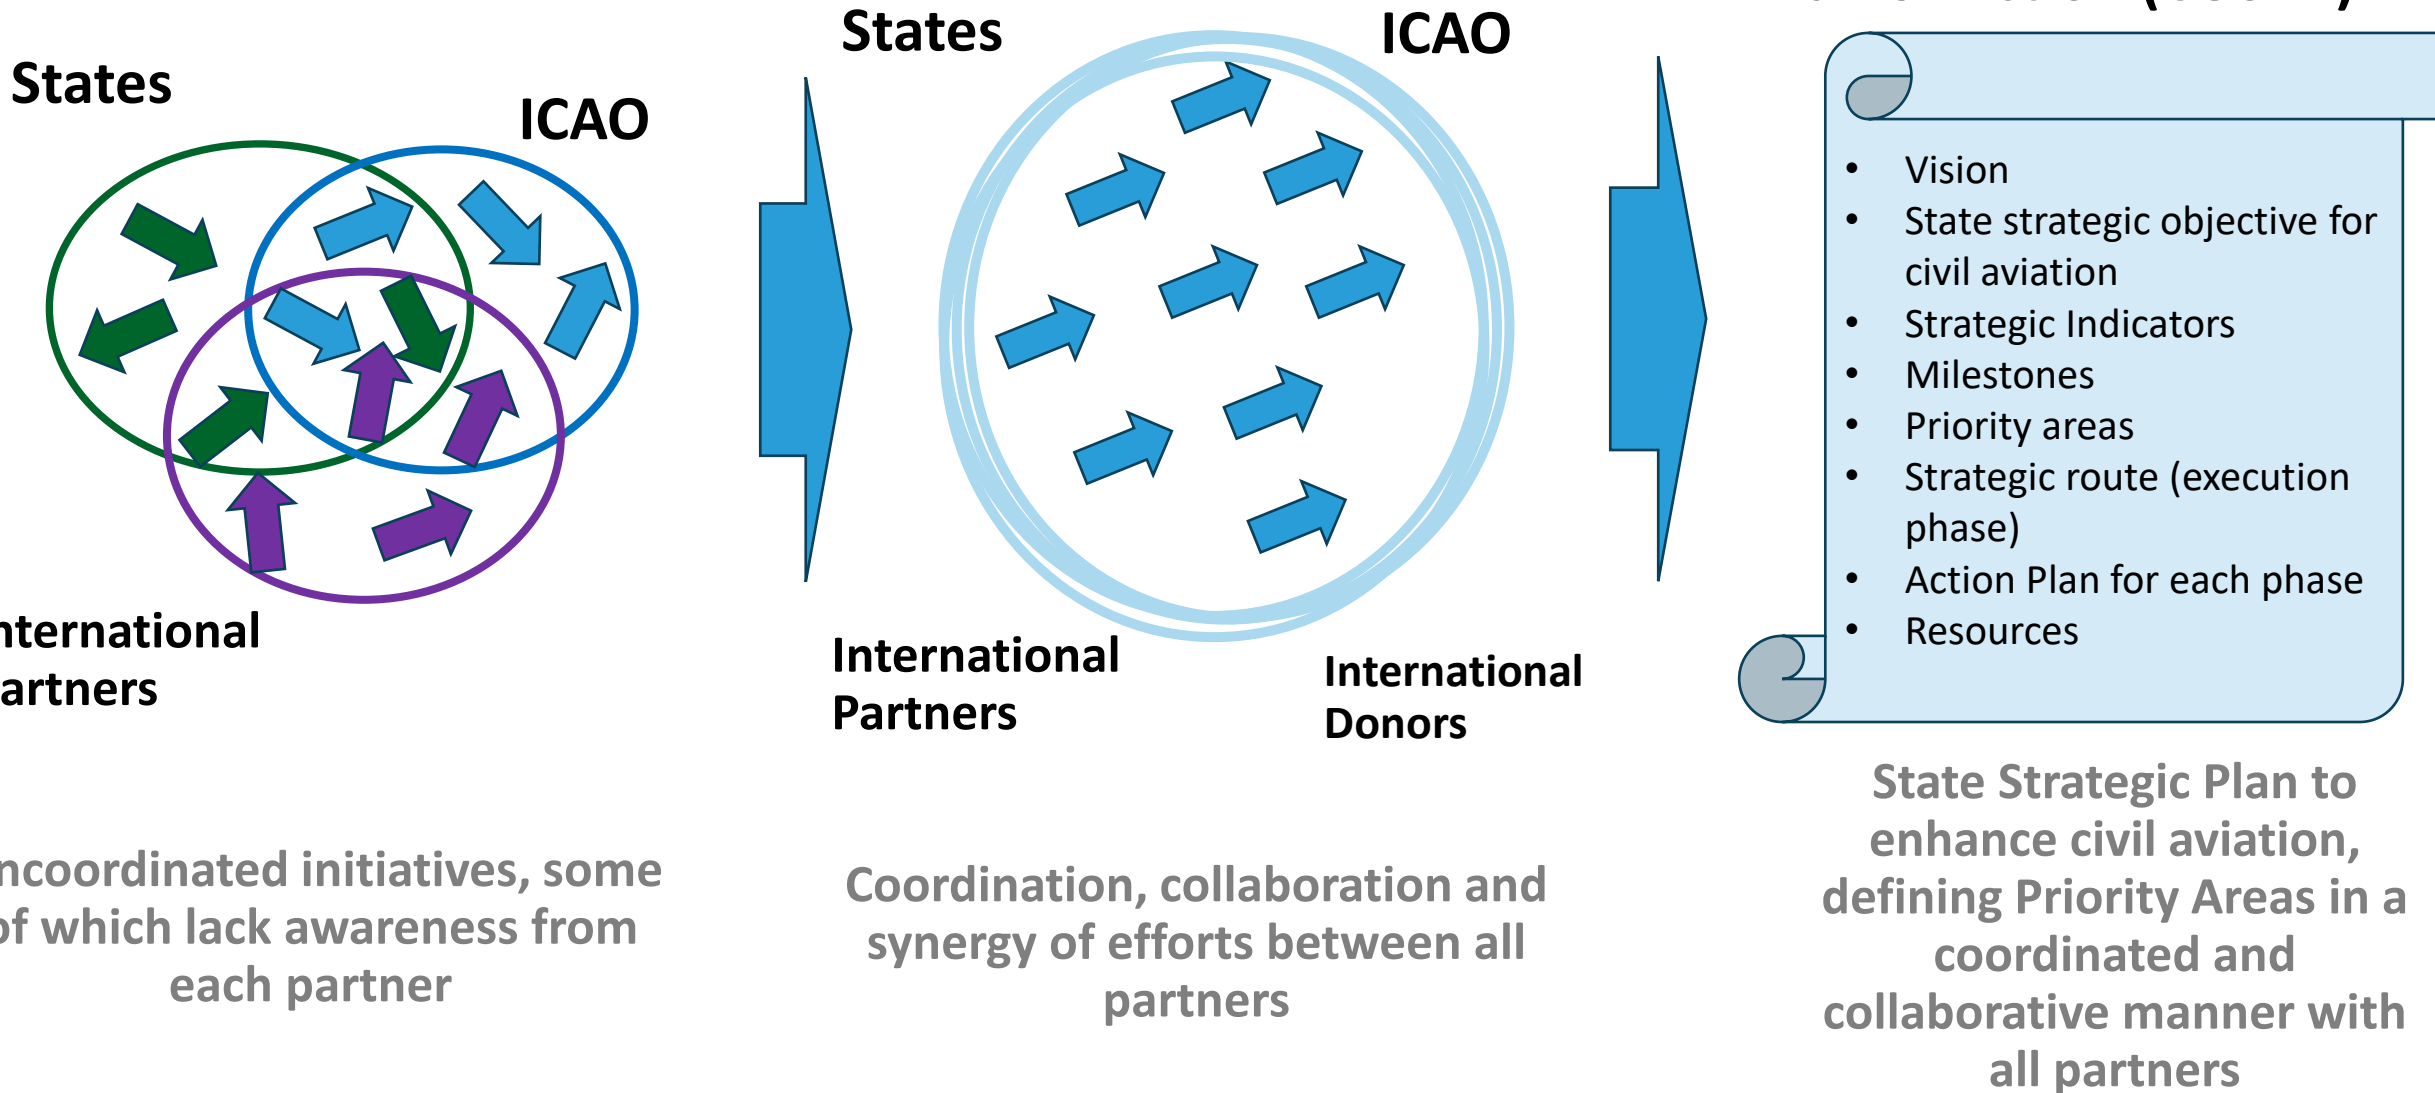 States
ICAO
ncoordinated initiatives, some
of which lack awareness from
each partner
States
ICAO
International
Partners
International
Donors
Coordination, collaboration and
synergy of efforts between all
partners
• Vision
• State strategic objective for
civil aviation
• Strategic Indicators
• Milestones
• Priority areas
• Strategic route (execution
phase)
• Action Plan for each phase
• Resources
State Strategic Plan to
enhance civil aviation,
defining Priority Areas in a
coordinated and
collaborative manner with
all partners